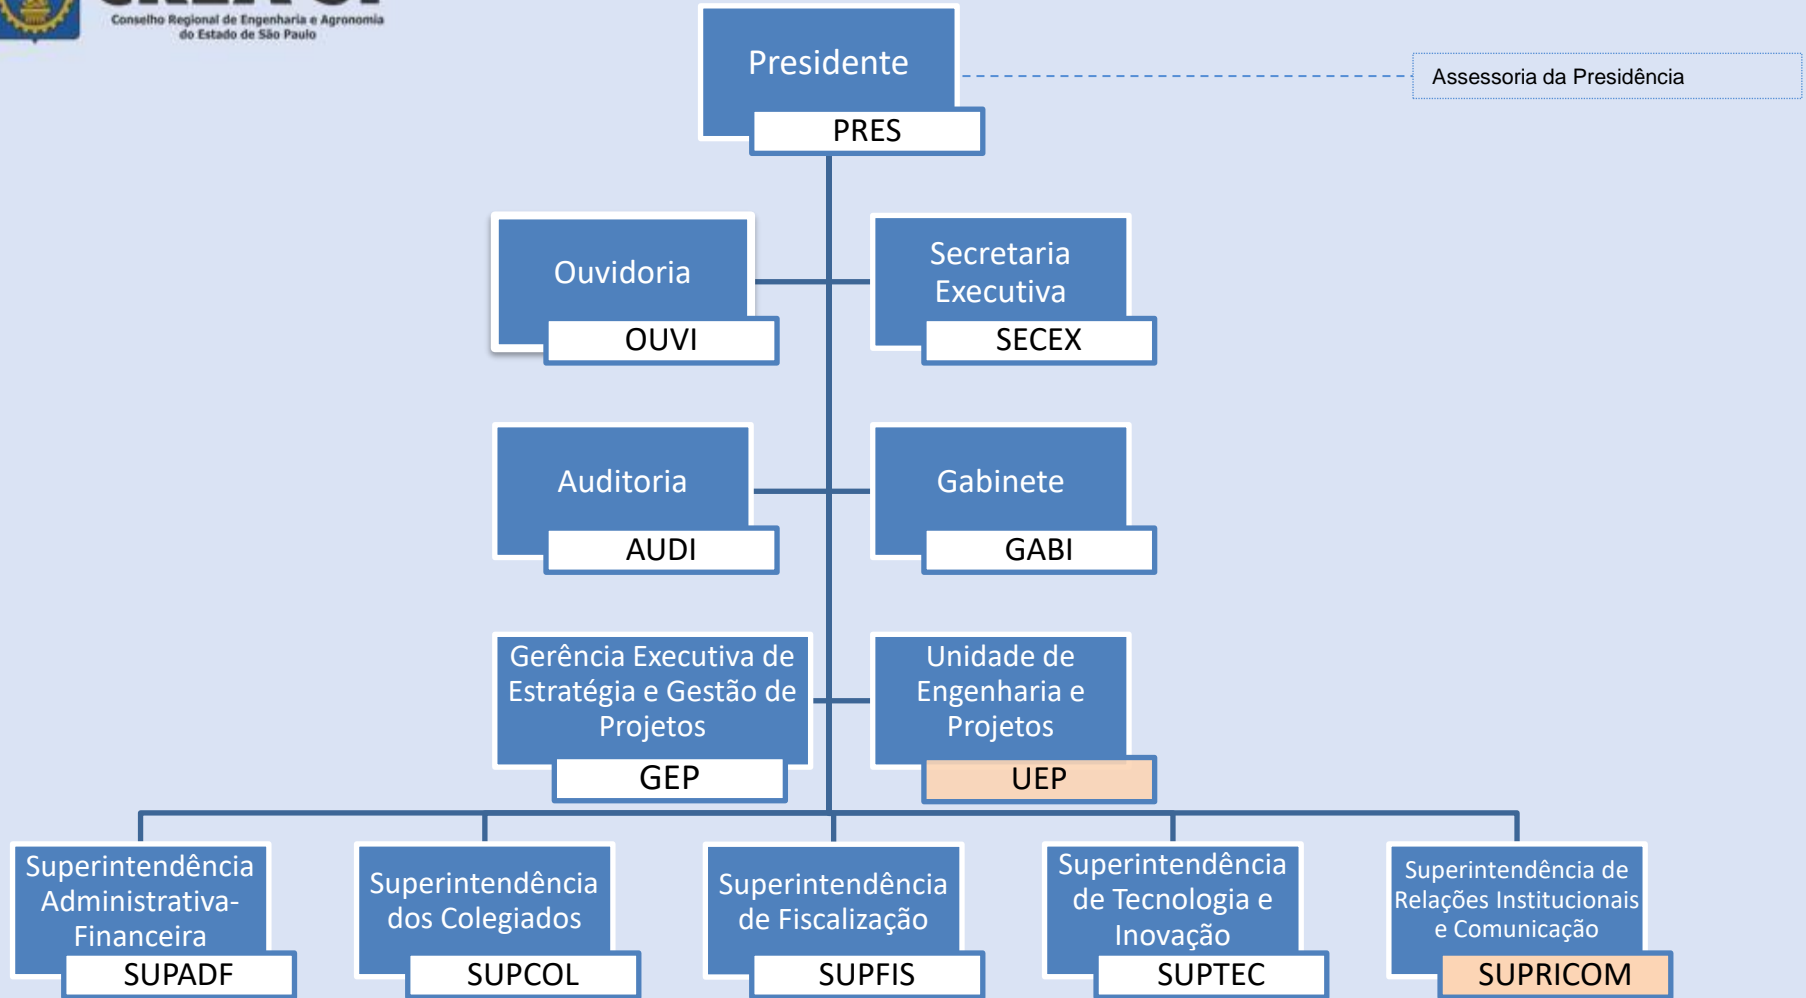 Conselho Regional de Engenharia e Agronomia
do Estado de São Paulo
Presidente
PRES
Assessoria da Presidência
Ouvidoria
OUVI
Secretaria
Executiva
SECEX
Auditoria
AUDI
Gabinete
GABI
Gerência Executiva de
Estratégia e Gestão de
Projetos
GEP
Unidade de
Engenharia e
Projetos
UEP
Superintendência
Administrativa-
Financeira
SUPADF
Superintendência
dos Colegiados
SUPCOL
Superintendência
de Fiscalização
SUPFIS
Superintendência
de Tecnologia e
Inovação
SUPTEC
Superintendência de
Relações Institucionais
e Comunicação
SUPRICOM